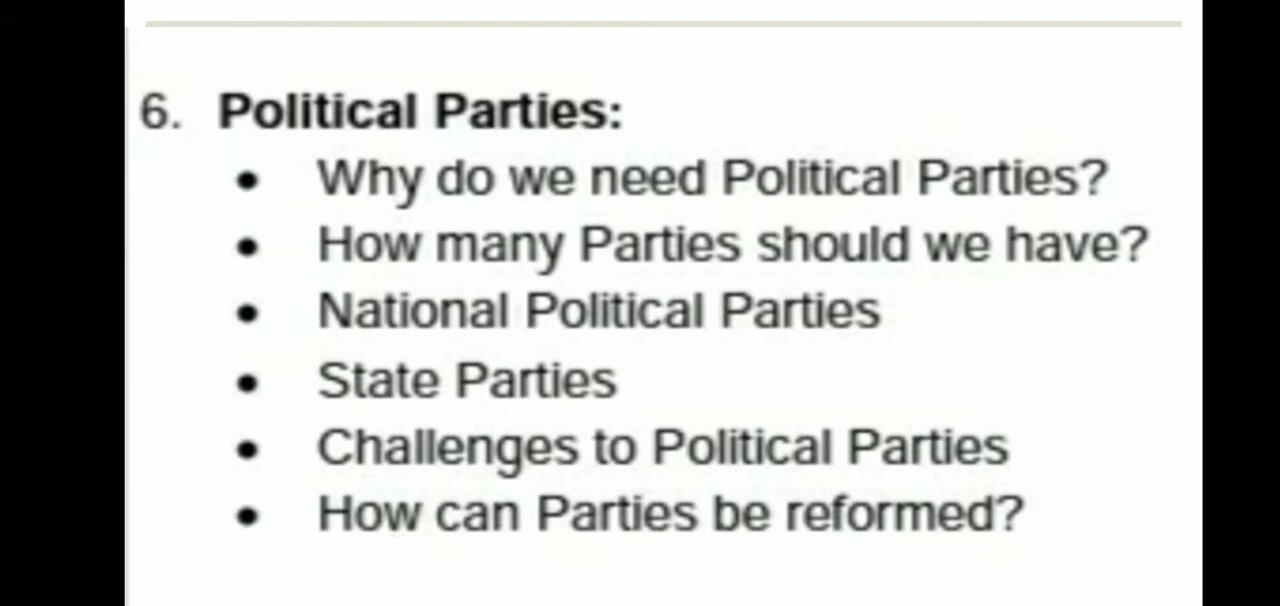 6. Political Parties:
• Why do we need Political Parties?
• How many Parties should we have?
• National Political Parties
• State Parties
• Challenges to Political Parties
• How can Parties be reformed?